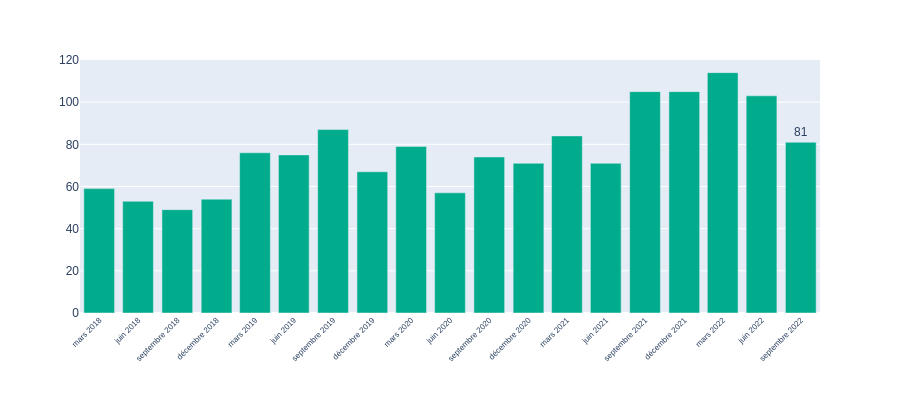 120
100
80
60
40
20
0
81
mars 2018
juin 2018
septembre 2018
décembre 2018
mars 2019
juin 2019
septembre 2019
décembre 2019
mars 2020
juin 2020
septembre 2020
décembre 2020
mars 2021
juin 2021
septembre 2021
décembre 2021
mars 2022
juin 2022
septembre 2022